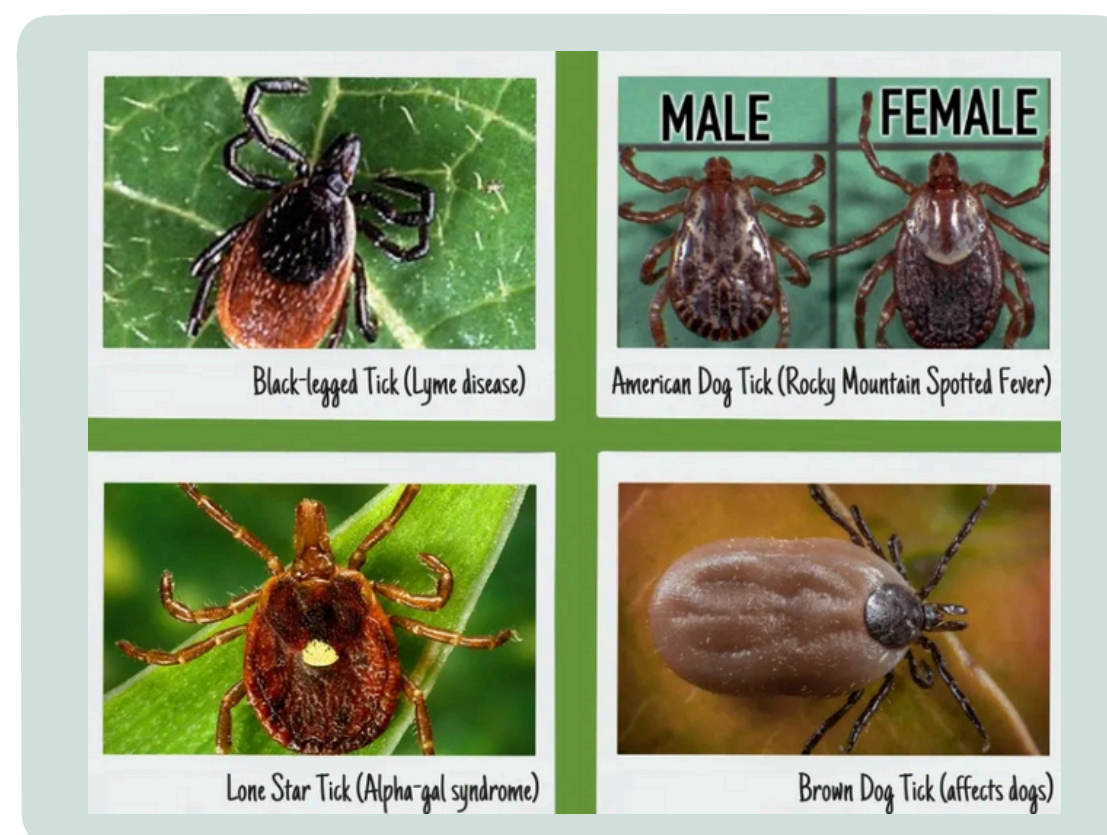 MALE
FEMALE
Black-legged Tick (Lyme disease)
American Dog Tick (Rocky Mountain Spotted Fever)
Lone Star Tick (Alpha-gal syndrome)
Brown Dog Tick (affects dogs)